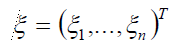 ξ = (ξ₁,...,ξₙ)ᵀ